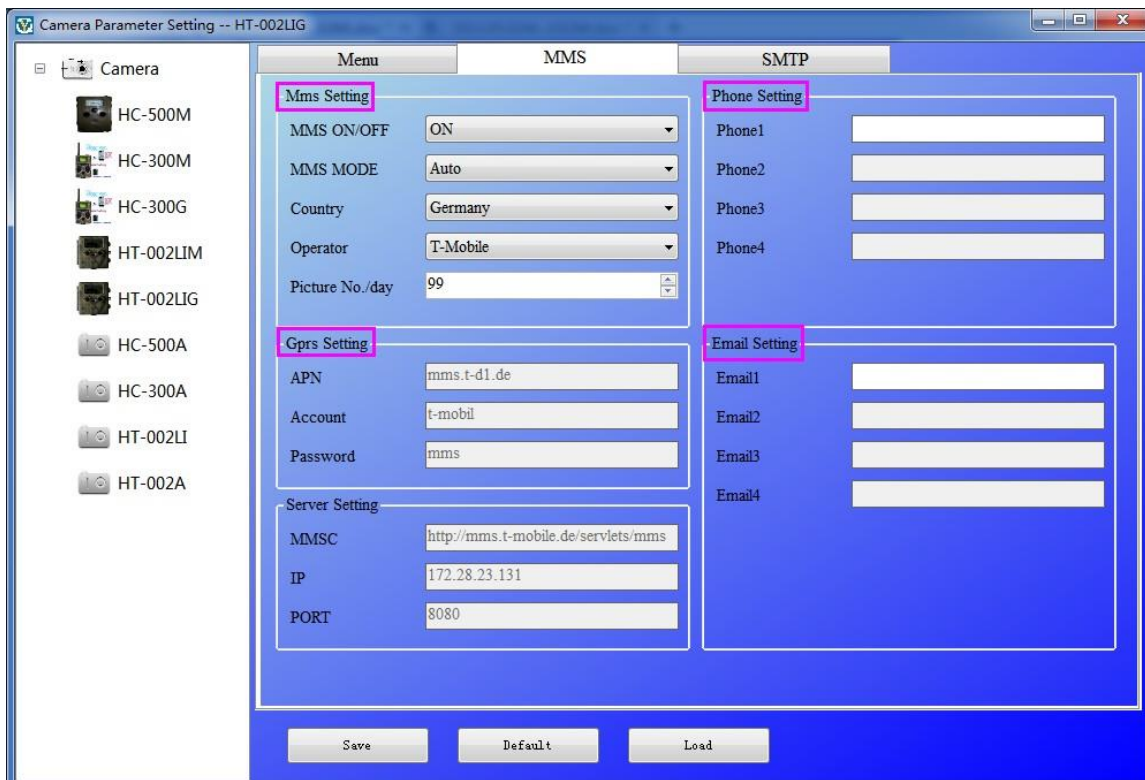 Camera Parameter Setting -- HT-002LIG
Camera
HC-500M
HC-300M
HC-300G
HT-002LIM
HT-002LIG
HC-500A
HC-300A
HT-002LI
HT-002A
Menu MMS SMTP
Mms Setting
MMS ON/OFF ON
MMS MODE Auto
Country Germany
Operator T-Mobile
Picture No./day 99
Gprs Setting
APN mms.t-d1.de
Account t-mobil
Password mms
Server Setting
MMSC http://mms.t-mobile.de/servlets/mms
IP 172.28.23.131
PORT 8080
Phone Setting
Phone1
Phone2
Phone3
Phone4
Email Setting
Email1
Email2
Email3
Email4
Save Default Load